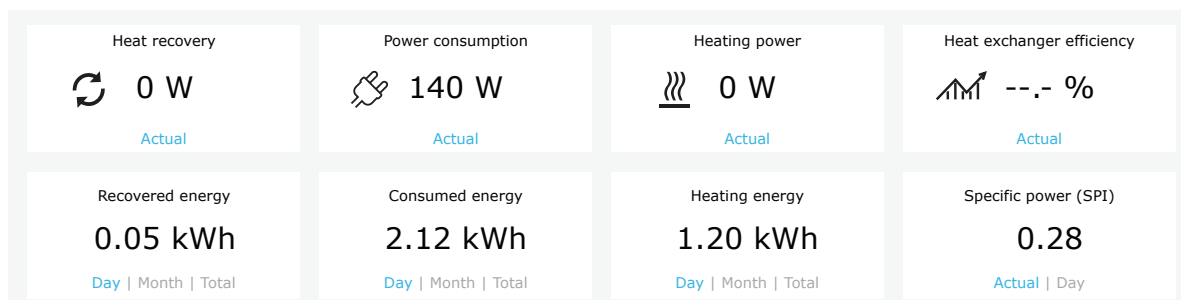 Heat recovery
0 W
Actual
Power consumption
140 W
Actual
Heating power
0 W
Actual
Heat exchanger efficiency
--.- %
Actual
Recovered energy
0.05 kWh
Day | Month | Total
Consumed energy
2.12 kWh
Day | Month | Total
Heating energy
1.20 kWh
Day | Month | Total
Specific power (SPI)
0.28
Actual | Day